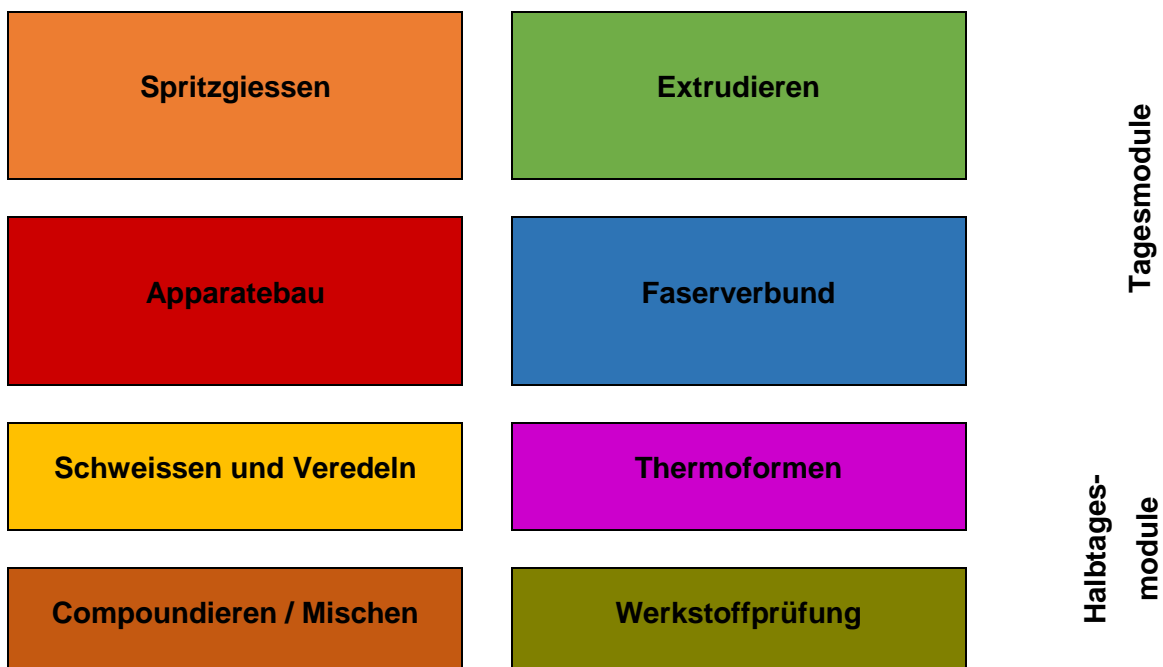 Spritzgiessen
Extrudieren
Apparatebau
Faserverbund
Tagesmodule
Schweissen und Veredeln
Thermoformen
Compoundieren / Mischen
Werkstoffprüfung
Halbtages-
module